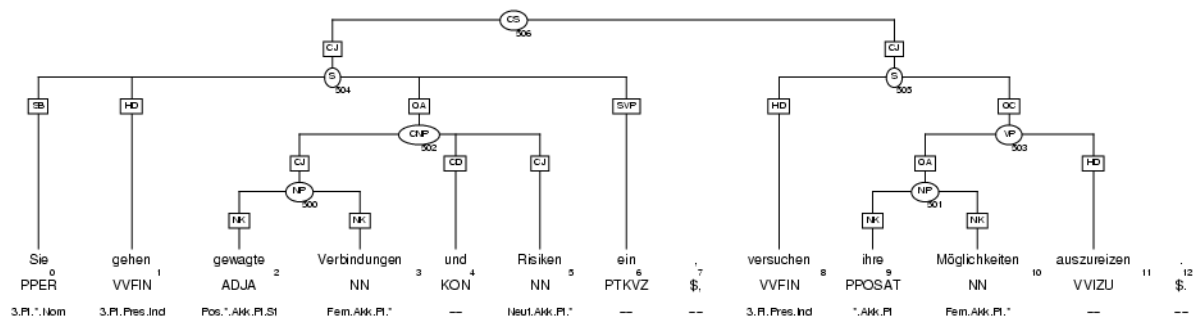 CS 506
CJ CJ
S 504 S 505
SB HD OA SVP HD OC
CNP 502 VP 503
CJ CD CJ OA HD
NP 500 NP 501
NK NK NK NK
Sie gehen gewagte Verbindungen und Risiken ein , versuchen ihre Möglichkeiten auszureizen .
0 1 2 3 4 5 6 7 8 9 10 11 12
PPER VVFIN ADJA NN KON NN PTKVZ $, VVFIN PPOSAT NN VVIZU $.
3.Pl.*.Nom 3.Pl.Pres.Ind Pos.*.Akk.Pl.St Fem.Akk.Pl.* -- Neut.Akk.Pl.* -- -- 3.Pl.Pres.Ind *.Akk.Pl Fem.Akk.Pl.* -- --